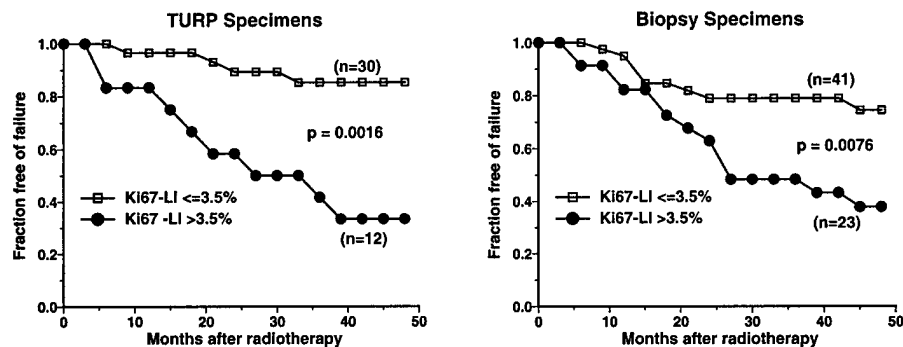 TURP Specimens
1.0
0.8
0.6
0.4
0.2
0.0
Fraction free of failure
(n=30)
p = 0.0016
Ki67-LI <=3.5%
Ki67 -LI >3.5%
(n=12)
0 10 20 30 40 50
Months after radiotherapy
Biopsy Specimens
1.0
0.8
0.6
0.4
0.2
0.0
Fraction free of failure
(n=41)
p = 0.0076
Ki67-LI <=3.5%
Ki67-LI >3.5%
(n=23)
0 10 20 30 40 50
Months after radiotherapy